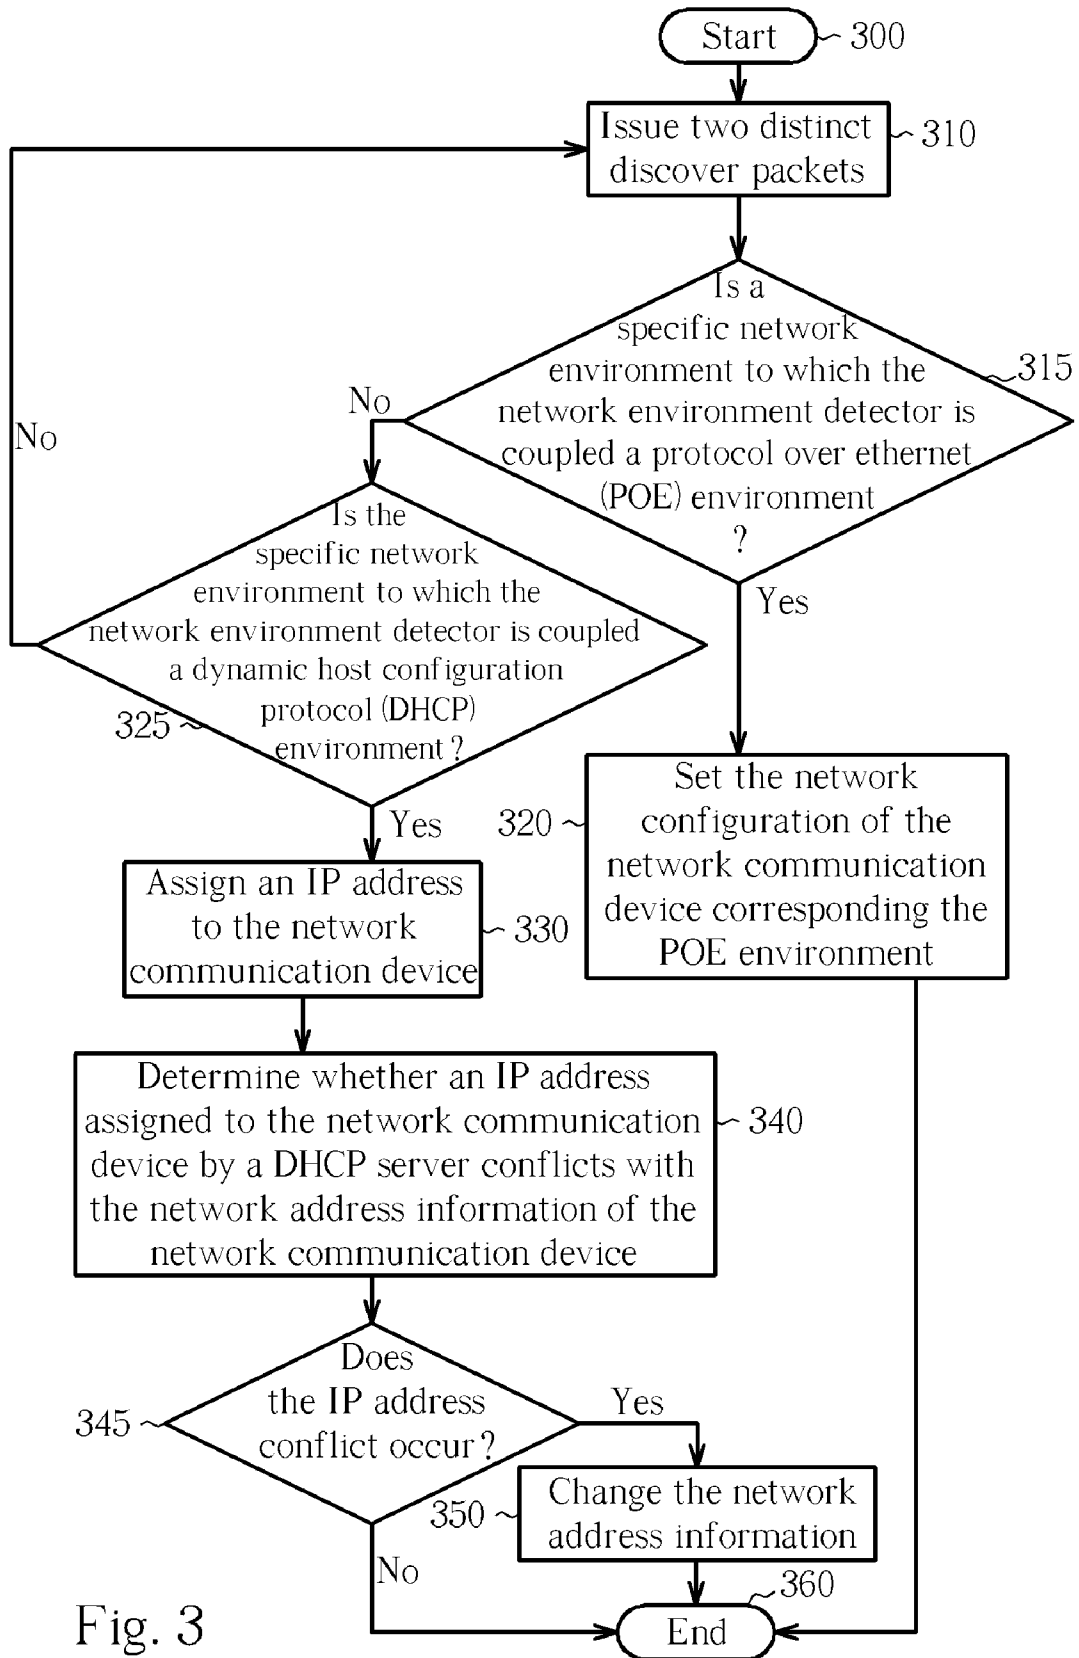 Start
300
Issue two distinct
discover packets
310
Is a
specific network
environment to which the
network environment detector is
coupled a protocol over ethernet
(POE) environment
?
315
No
Yes
No
Is the
specific network
environment to which the
network environment detector is coupled
a dynamic host configuration
protocol (DHCP)
environment?
325
Yes
320
Set the network
configuration of the
network communication
device corresponding the
POE environment
Assign an IP address
to the network
communication device
330
Determine whether an IP address
assigned to the network communication
device by a DHCP server conflicts with
the network address information of the
network communication device
340
Does
the IP address
conflict occur?
345
Yes
350
Change the network
address information
No
360
End
Fig. 3